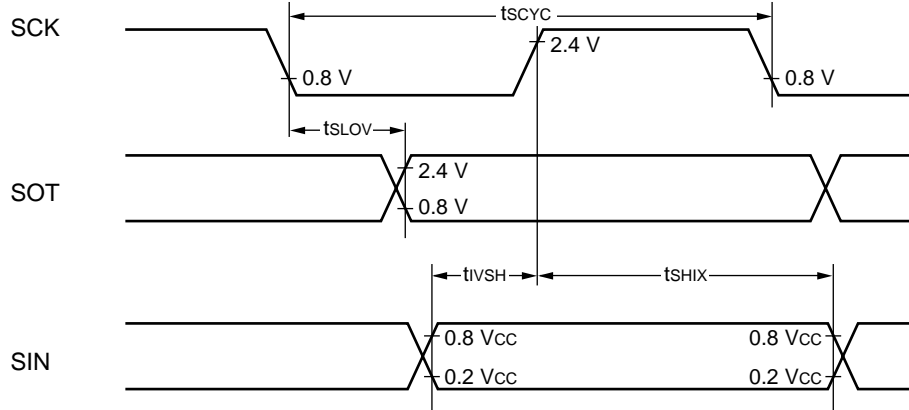 tSCYC
SCK
2.4 V
0.8 V
0.8 V
tSLOV
2.4 V
SOT
0.8 V
tIVSH
tSHIX
0.8 VCC
0.8 VCC
SIN
0.2 VCC
0.2 VCC